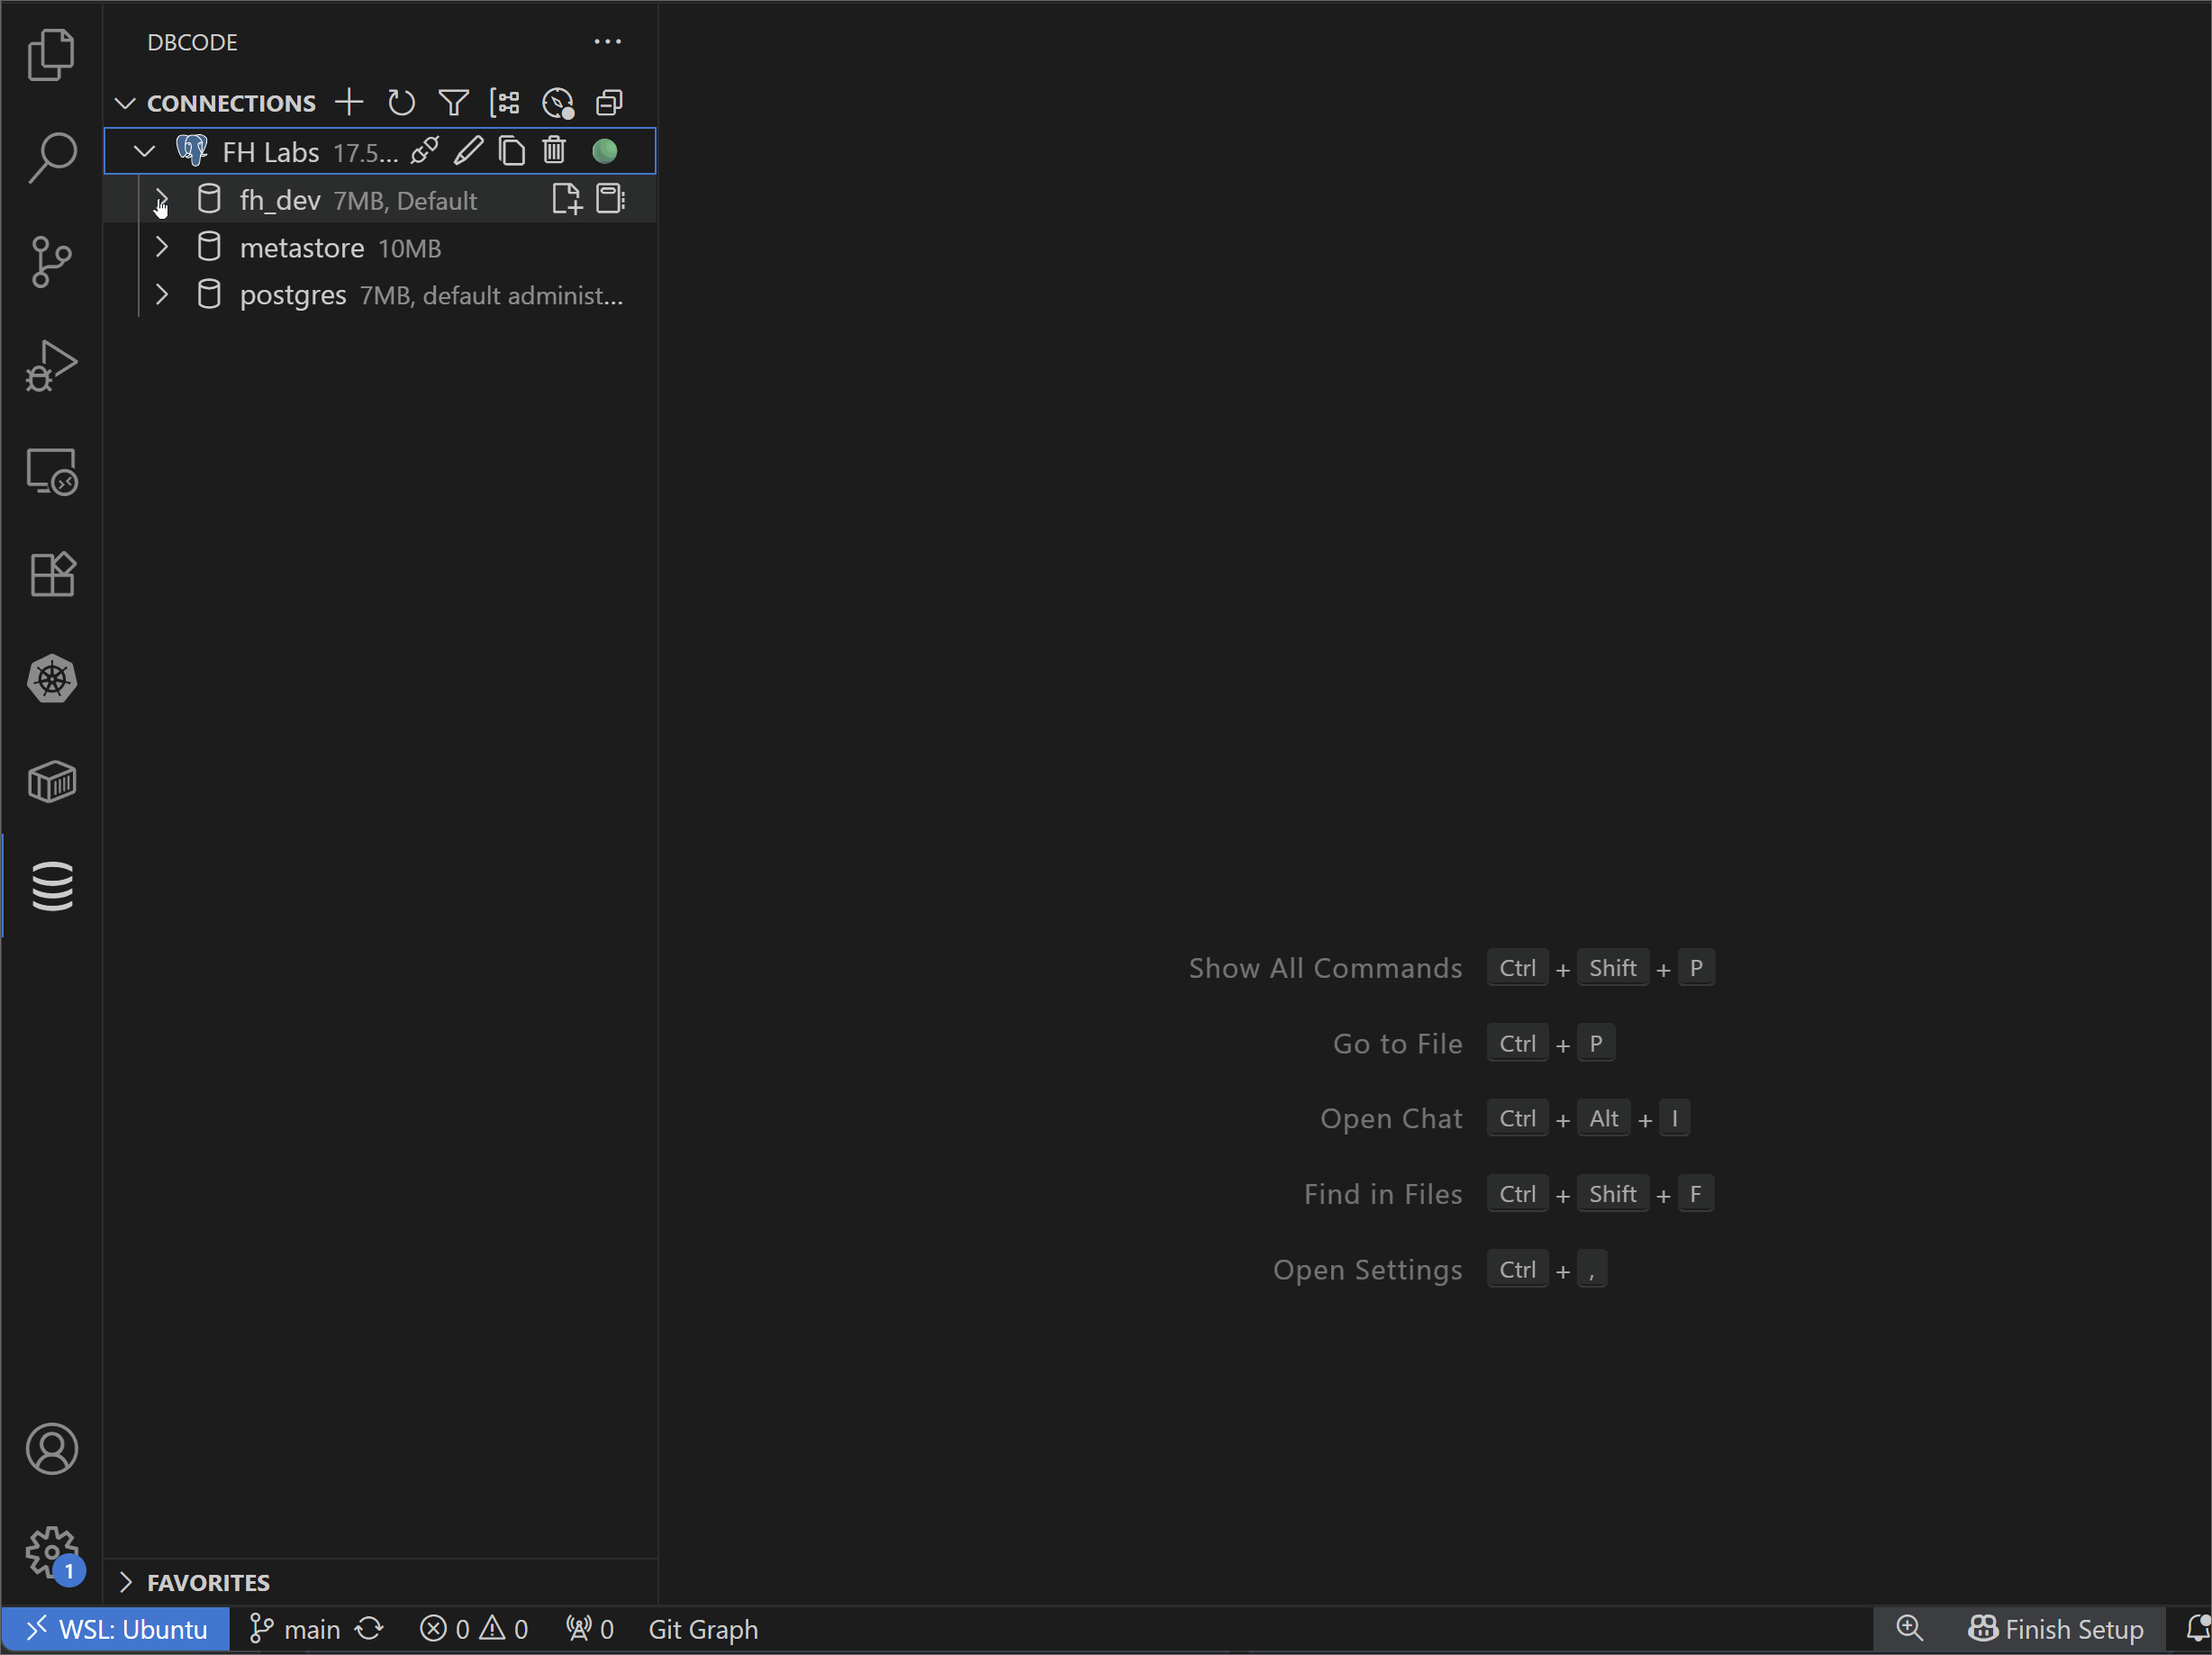 DBCODE
CONNECTIONS
FH Labs 17.5...
fh_dev 7MB, Default
metastore 10MB
postgres 7MB, default administ...
Show All Commands Ctrl + Shift + P
Go to File Ctrl + P
Open Chat Ctrl + Alt + I
Find in Files Ctrl + Shift + F
Open Settings Ctrl + ,
1
FAVORITES
WSL: Ubuntu main 0 0 0 Git Graph Finish Setup